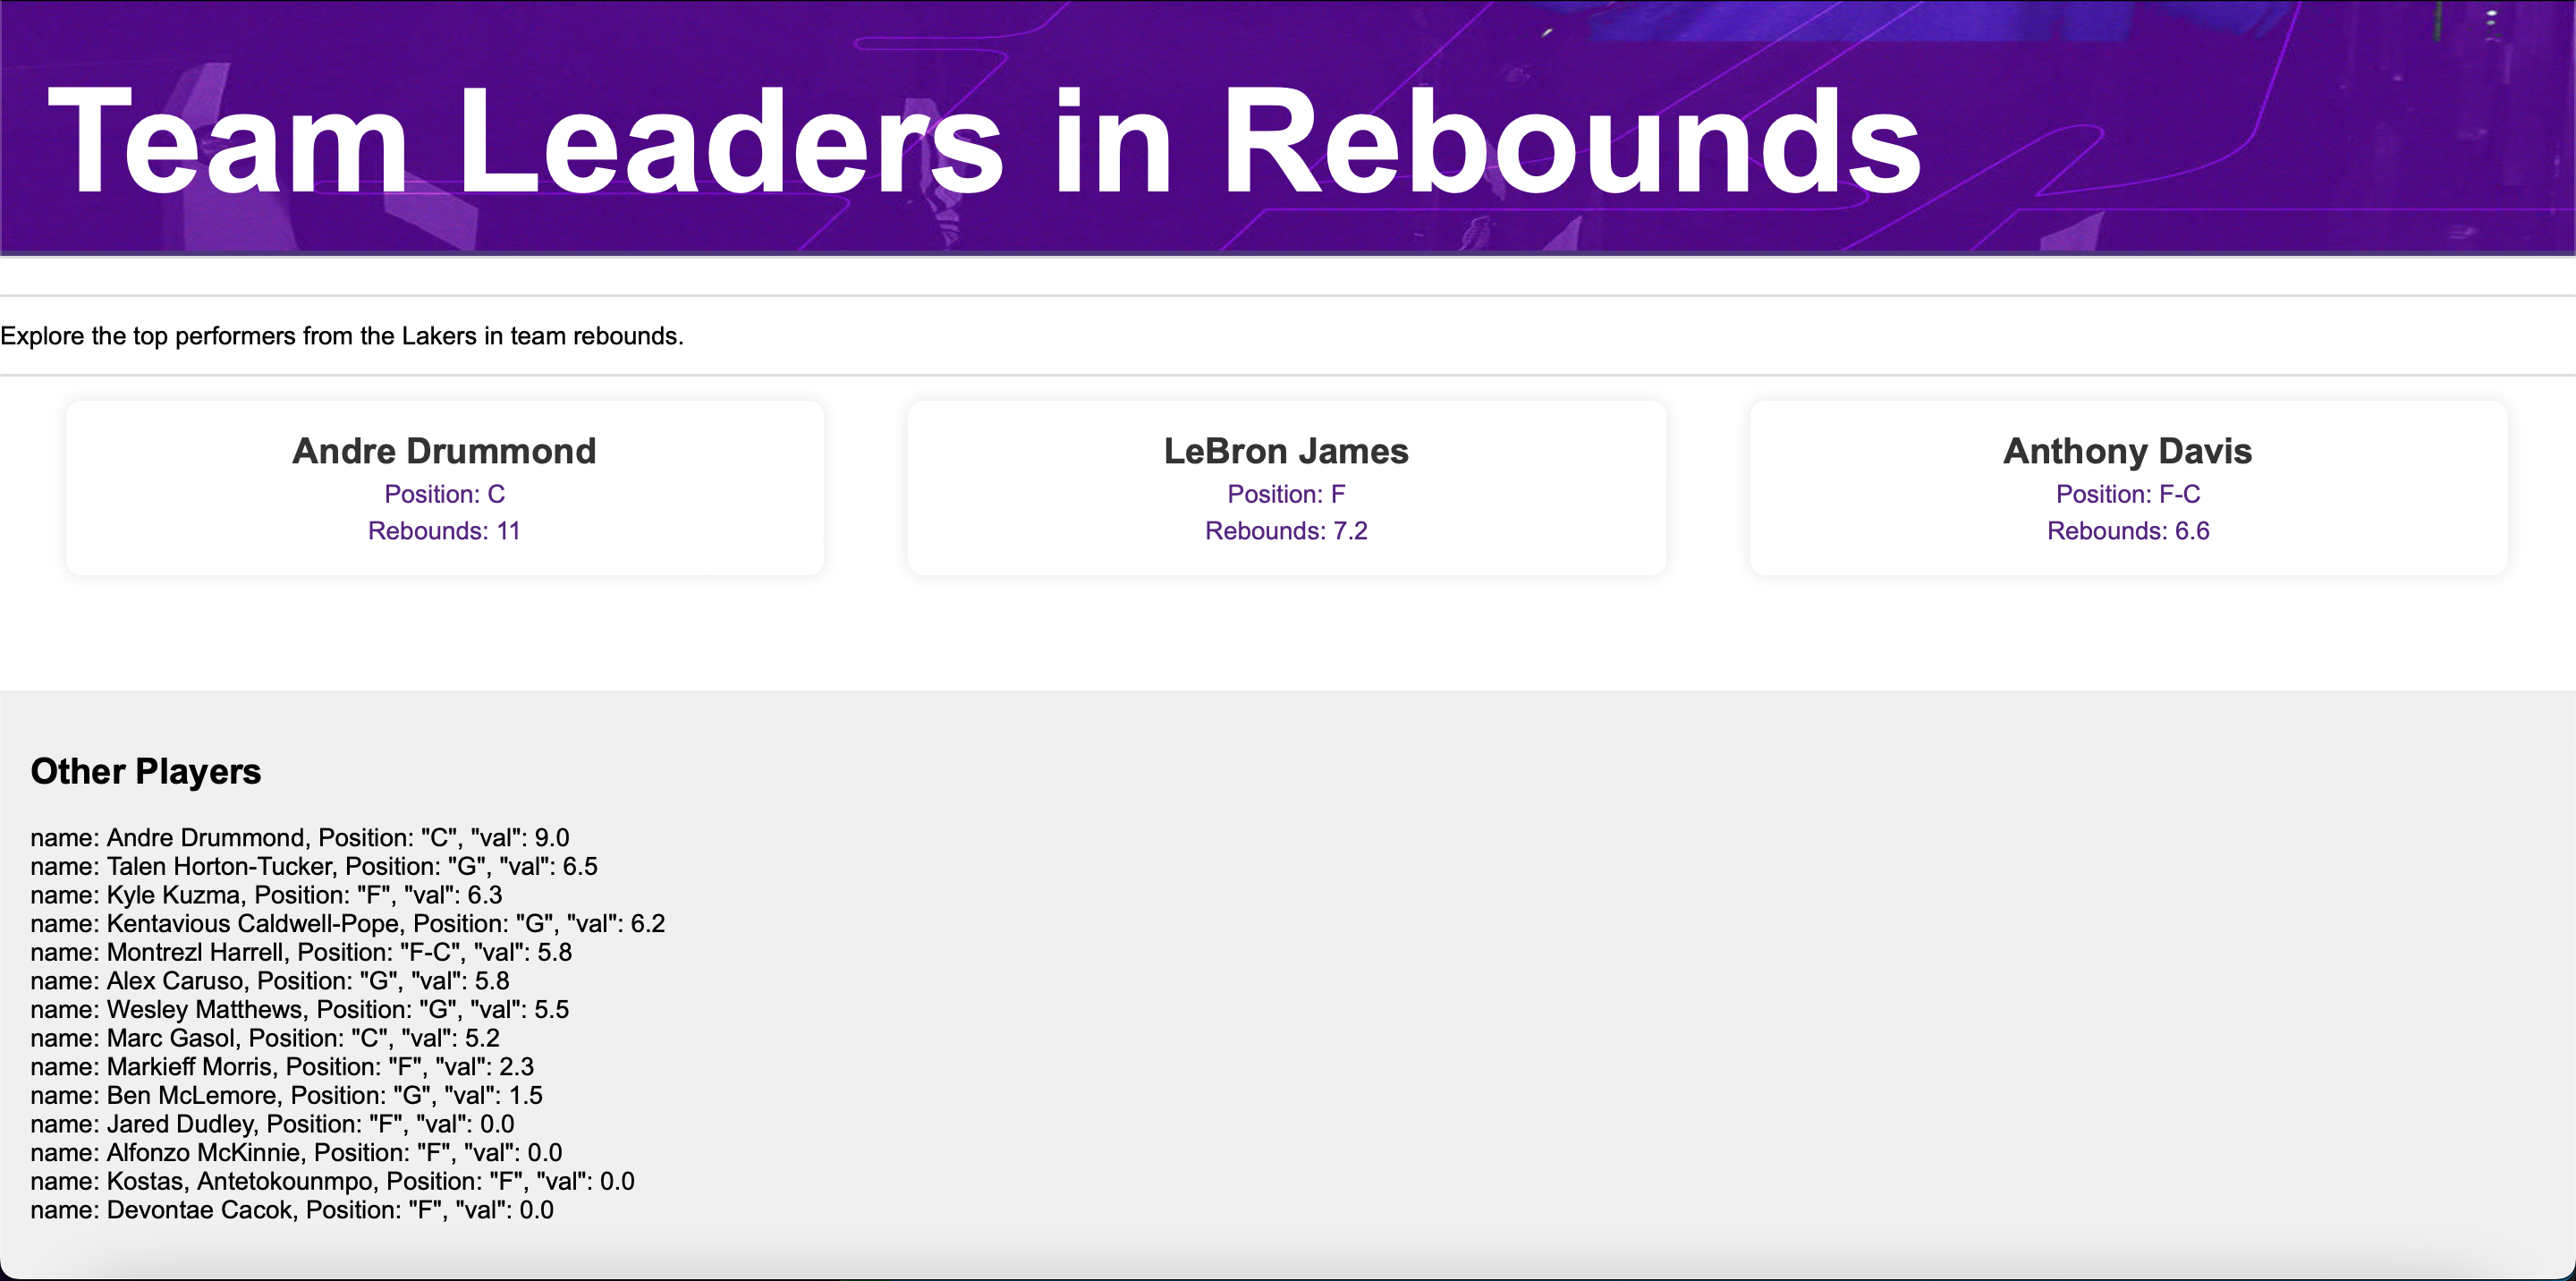 Team Leaders in Rebounds
Explore the top performers from the Lakers in team rebounds.
Andre Drummond
Position: C
Rebounds: 11
LeBron James
Position: F
Rebounds: 7.2
Anthony Davis
Position: F-C
Rebounds: 6.6
Other Players
name: Andre Drummond, Position: "C", "val": 9.0
name: Talen Horton-Tucker, Position: "G", "val": 6.5
name: Kyle Kuzma, Position: "F", "val": 6.3
name: Kentavious Caldwell-Pope, Position: "G", "val": 6.2
name: Montrezl Harrell, Position: "F-C", "val": 5.8
name: Alex Caruso, Position: "G", "val": 5.8
name: Wesley Matthews, Position: "G", "val": 5.5
name: Marc Gasol, Position: "C", "val": 5.2
name: Markieff Morris, Position: "F", "val": 2.3
name: Ben McLemore, Position: "G", "val": 1.5
name: Jared Dudley, Position: "F", "val": 0.0
name: Alfonzo McKinnie, Position: "F", "val": 0.0
name: Kostas, Antetokounmpo, Position: "F", "val": 0.0
name: Devontae Cacok, Position: "F", "val": 0.0